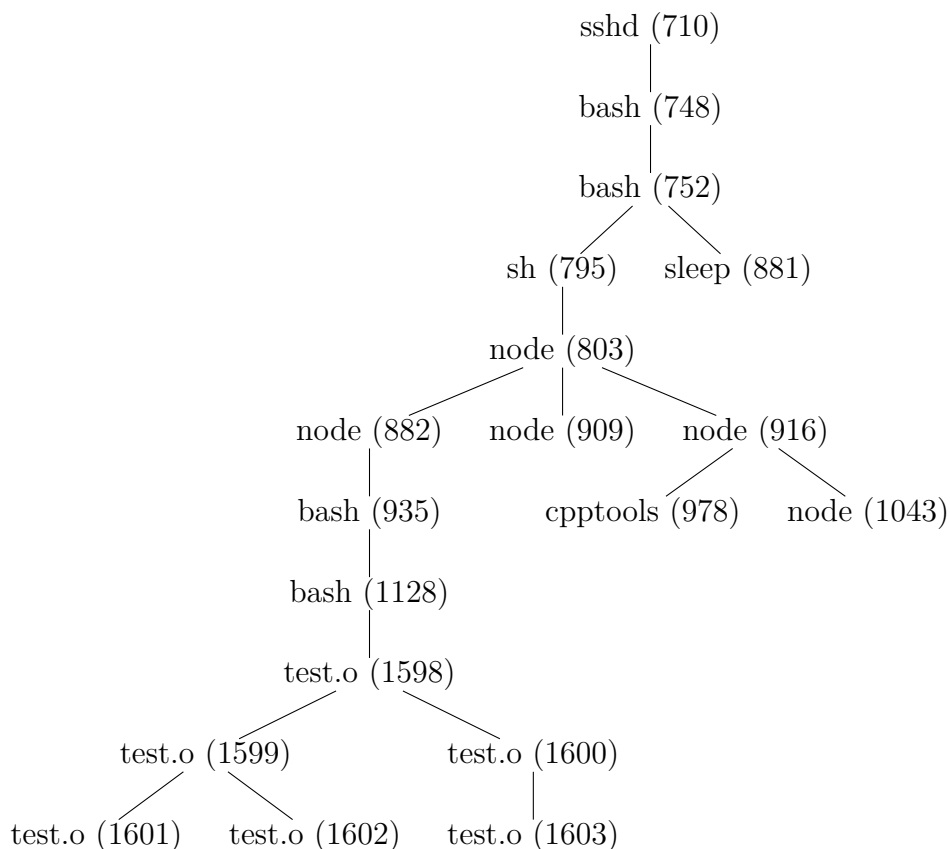 sshd (710)
bash (748)
bash (752)
sh (795) sleep (881)
node (803)
node (882) node (909) node (916)
bash (935) cpptools (978) node (1043)
bash (1128)
test.o (1598)
test.o (1599) test.o (1600)
test.o (1601) test.o (1602) test.o (1603)